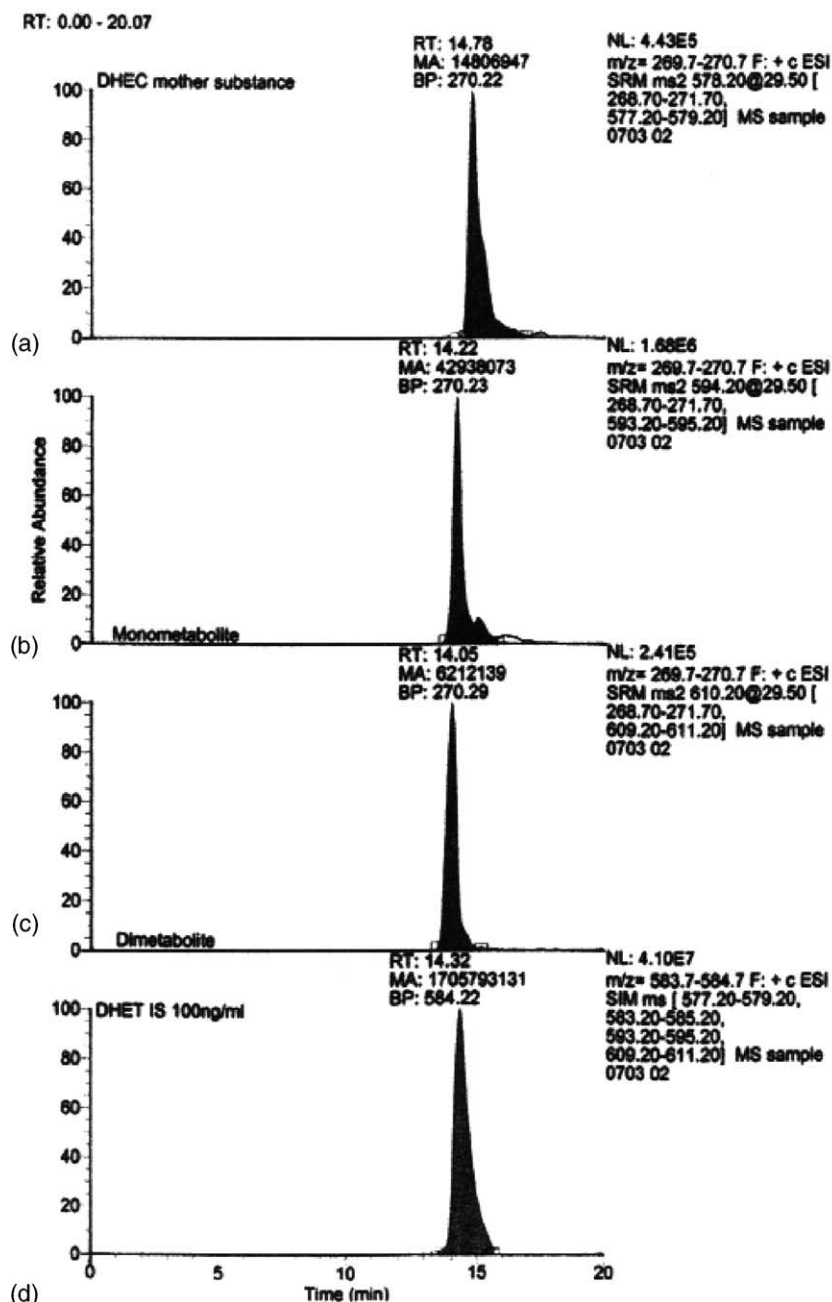 RT: 0.00 - 20.07
RT: 14.78
MA: 14806947
BP: 270.22
NL: 4.43E5
m/z= 269.7-270.7 F: + c ESI
SRM ms2 578.20@29.50 [
268.70-271.70,
577.20-579.20] MS sample
0703 02
DHEC mother substance
100
80
60
40
20
0
(a)
RT: 14.22
MA: 42938073
BP: 270.23
NL: 1.68E6
m/z= 269.7-270.7 F: + c ESI
SRM ms2 594.20@29.50 [
268.70-271.70,
593.20-595.20] MS sample
0703 02
100
80
60
40
20
0
Relative Abundance
Monometabolite
(b)
RT: 14.05
MA: 6212139
BP: 270.29
NL: 2.41E5
m/z= 269.7-270.7 F: + c ESI
SRM ms2 610.20@29.50 [
268.70-271.70,
609.20-611.20] MS sample
0703 02
100
80
60
40
20
0
Dimetabolite
(c)
RT: 14.32
MA: 1705793131
BP: 584.22
NL: 4.10E7
m/z= 583.7-584.7 F: + c ESI
SIM ms [ 577.20-579.20,
583.20-585.20,
593.20-595.20,
609.20-611.20] MS sample
0703 02
DHET IS 100ng/ml
100
80
60
40
20
0
0 5 10 15 20
Time (min)
(d)